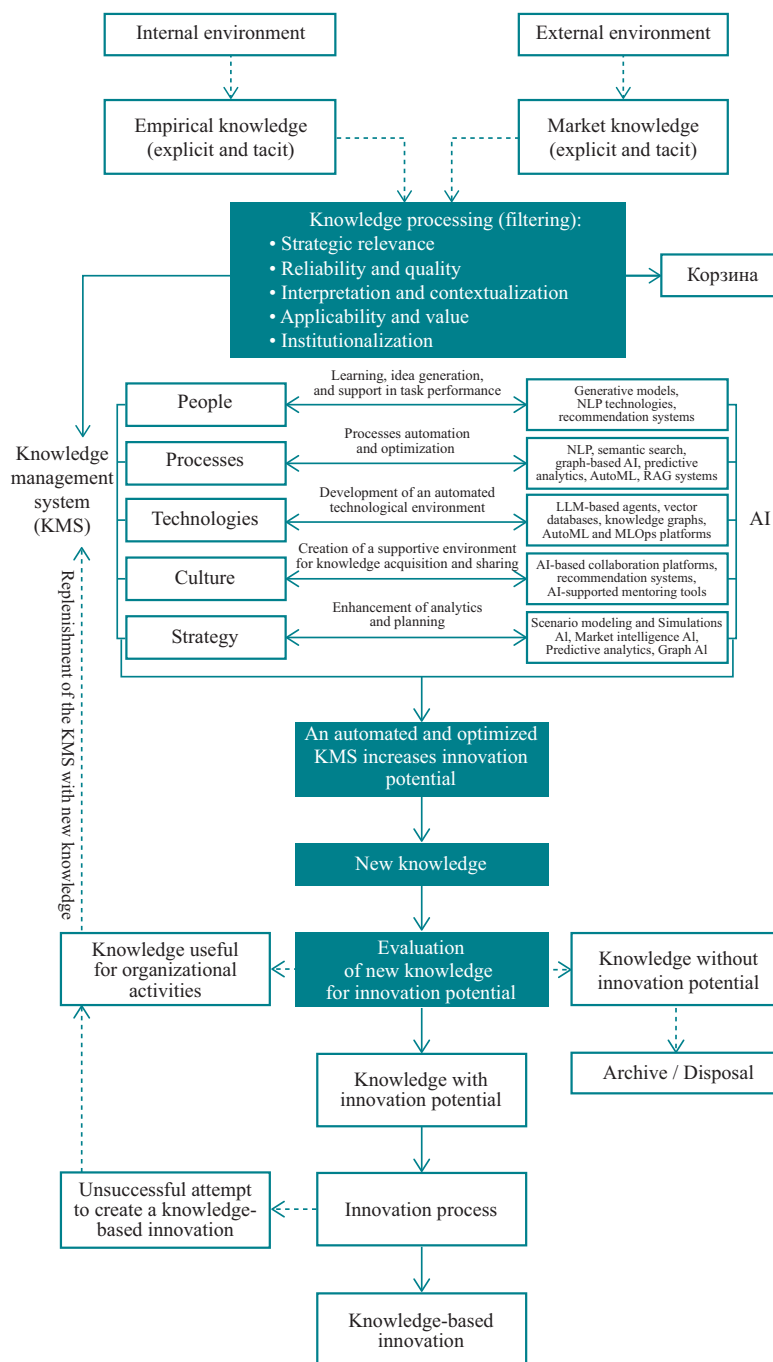 Internal environment
External environment
Empirical knowledge
(explicit and tacit)
Market knowledge
(explicit and tacit)
Knowledge processing (filtering):
• Strategic relevance
• Reliability and quality
• Interpretation and contextualization
• Applicability and value
• Institutionalization
Корзина
Knowledge
management
system
(KMS)
People
Learning, idea generation,
and support in task performance
Generative models,
NLP technologies,
recommendation systems
Processes
Processes automation
and optimization
NLP, semantic search,
graph-based AI, predictive
analytics, AutoML, RAG systems
Technologies
Development of an automated
technological environment
LLM-based agents, vector
databases, knowledge graphs,
AutoML and MLOps platforms
Culture
Creation of a supportive environment
for knowledge acquisition and sharing
AI-based collaboration platforms,
recommendation systems,
AI-supported mentoring tools
Strategy
Enhancement of analytics
and planning
Scenario modeling and Simulations
AI, Market intelligence AI,
Predictive analytics, Graph AI
AI
An automated and optimized
KMS increases innovation
potential
Replenishment of the KMS with new knowledge
New knowledge
Knowledge useful
for organizational
activities
Evaluation
of new knowledge
for innovation potential
Knowledge without
innovation potential
Archive / Disposal
Knowledge with
innovation potential
Unsuccessful attempt
to create a knowledge-
based innovation
Innovation process
Knowledge-based
innovation